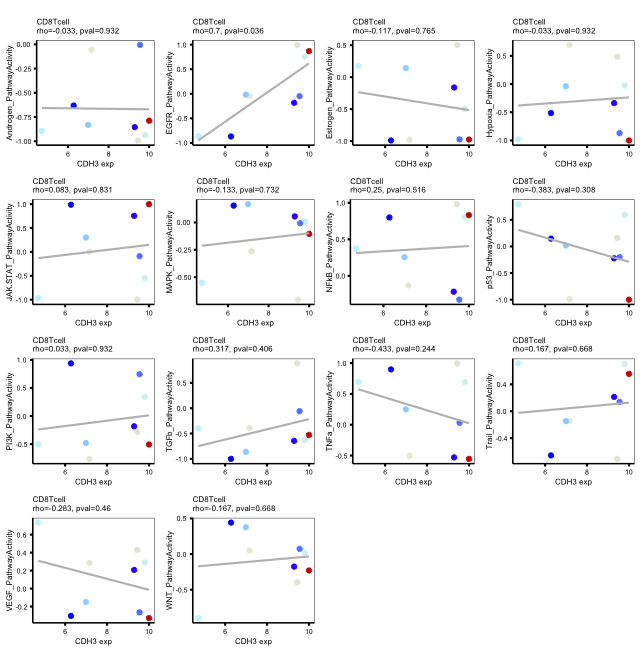 CD8Tcell
rho=-0.033, pval=0.932
Androgen_PathwayActivity
0.00
-0.25
-0.50
-0.75
-1.00
6
8
10
CDH3 exp
CD8Tcell
rho=0.7, pval=0.036
EGFR_PathwayActivity
1.0
0.5
0.0
-0.5
-1.0
6
8
10
CDH3 exp
CD8Tcell
rho=-0.117, pval=0.765
Estrogen_PathwayActivity
0.5
0.0
-0.5
-1.0
6
8
10
CDH3 exp
CD8Tcell
rho=-0.033, pval=0.932
Hypoxia_PathwayActivity
0.5
0.0
-0.5
-1.0
6
8
10
CDH3 exp
CD8Tcell
rho=0.083, pval=0.831
JAK.STAT_PathwayActivity
1.0
0.5
0.0
-0.5
-1.0
6
8
10
CDH3 exp
CD8Tcell
rho=-0.133, pval=0.732
MAPK_PathwayActivity
0.00
-0.25
-0.50
6
8
10
CDH3 exp
CD8Tcell
rho=0.25, pval=0.516
NFkB_PathwayActivity
1.0
0.5
0.0
6
8
10
CDH3 exp
CD8Tcell
rho=-0.383, pval=0.308
p53_PathwayActivity
0.5
0.0
-0.5
-1.0
6
8
10
CDH3 exp
CD8Tcell
rho=0.033, pval=0.932
PI3K_PathwayActivity
1.0
0.5
0.0
-0.5
6
8
10
CDH3 exp
CD8Tcell
rho=0.317, pval=0.406
TGFb_PathwayActivity
0.5
0.0
-0.5
-1.0
6
8
10
CDH3 exp
CD8Tcell
rho=-0.433, pval=0.244
TNFa_PathwayActivity
1.0
0.5
0.0
-0.5
6
8
10
CDH3 exp
CD8Tcell
rho=0.167, pval=0.668
Trail_PathwayActivity
0.4
0.0
-0.4
6
8
10
CDH3 exp
CD8Tcell
rho=-0.283, pval=0.46
VEGF_PathwayActivity
0.6
0.4
0.2
0.0
-0.2
6
8
10
CDH3 exp
CD8Tcell
rho=-0.167, pval=0.668
WNT_PathwayActivity
0.5
0.0
-0.5
6
8
10
CDH3 exp